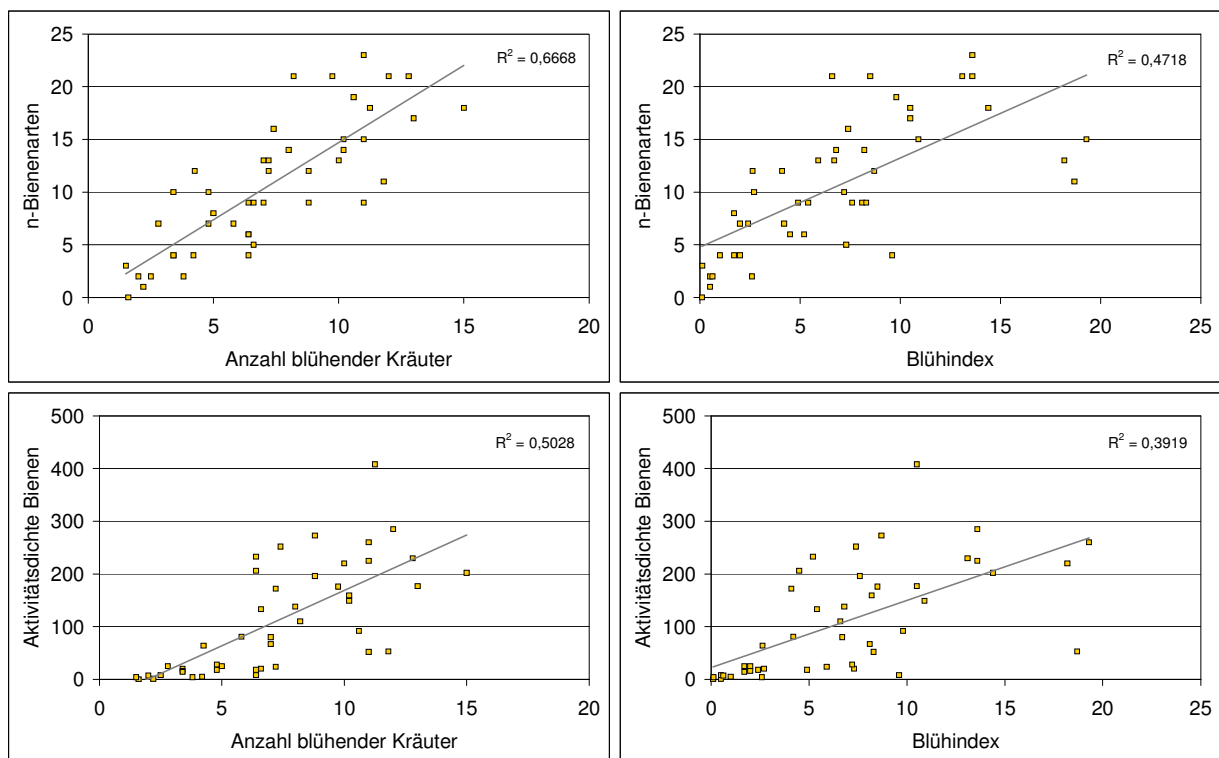 25
20
15
10
5
0
n-Bienenarten
R² = 0,6668
0 5 10 15 20
Anzahl blühender Kräuter
25
20
15
10
5
0
n-Bienenarten
R² = 0,4718
0 5 10 15 20 25
Blühindex
500
400
300
200
100
0
Aktivitätsdichte Bienen
R² = 0,5028
0 5 10 15 20
Anzahl blühender Kräuter
500
400
300
200
100
0
Aktivitätsdichte Bienen
R² = 0,3919
0 5 10 15 20 25
Blühindex